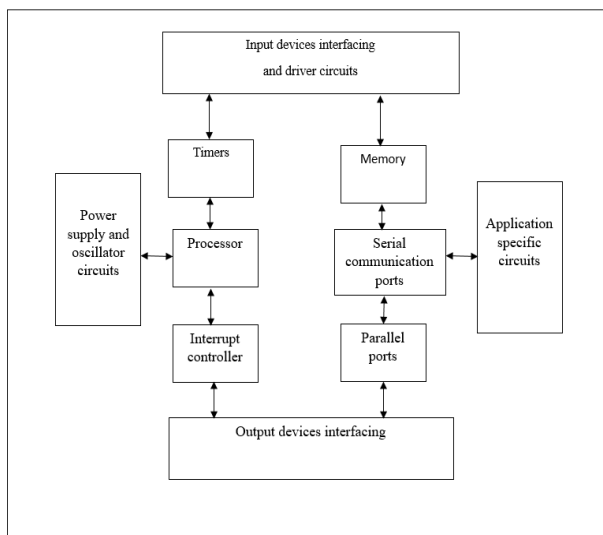 Input devices interfacing
and driver circuits
Timers
Memory
Power
supply and
oscillator
circuits
Processor
Serial
communication
ports
Application
specific
circuits
Interrupt
controller
Parallel
ports
Output devices interfacing